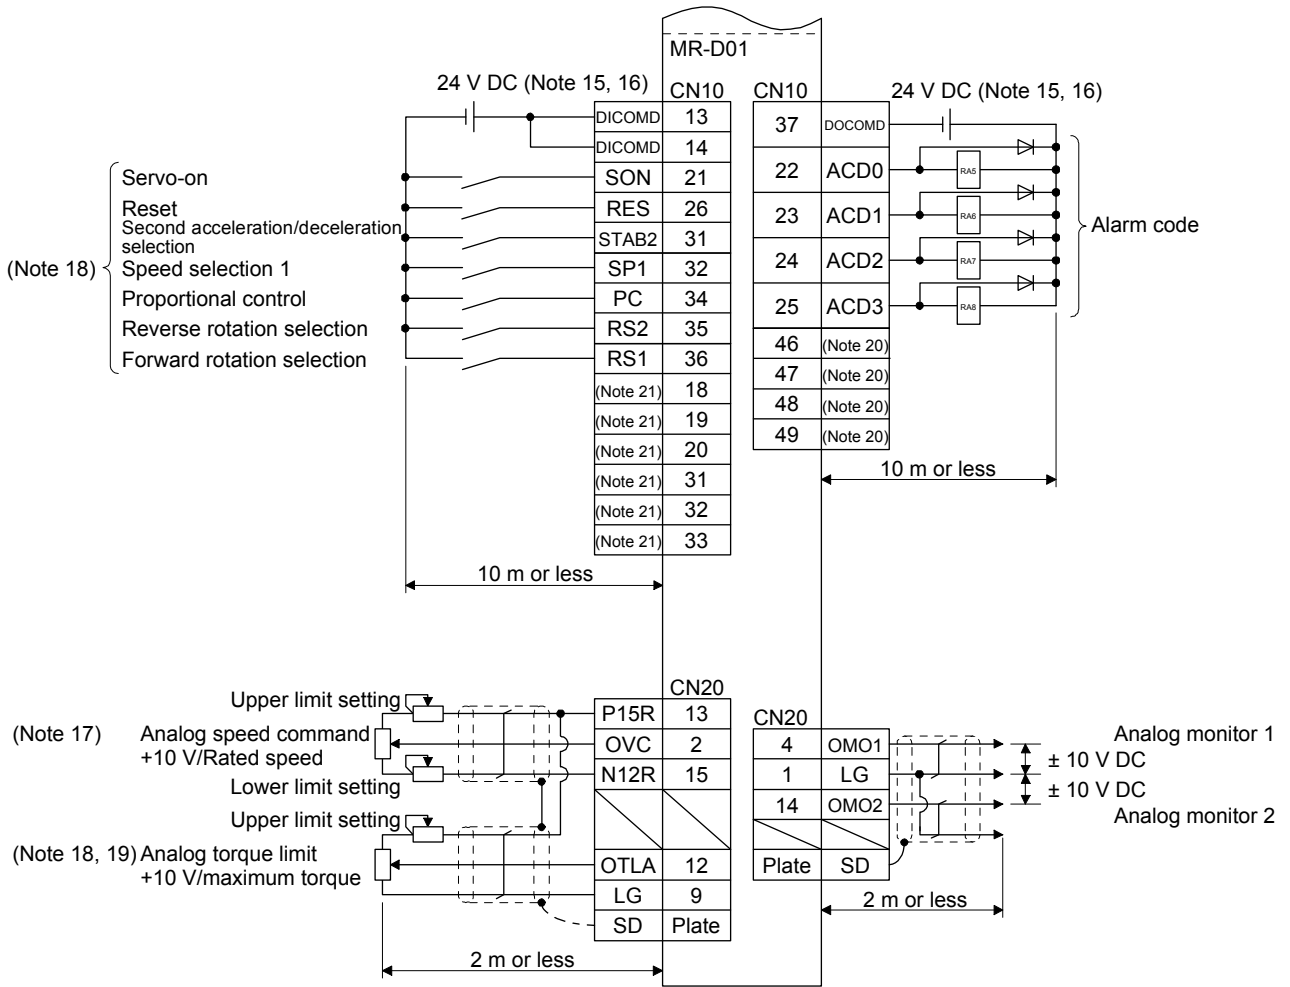 MR-D01
24 V DC (Note 15, 16)
CN10
DICOMD 13
DICOMD 14
Servo-on SON 21
Reset RES 26
Second acceleration/deceleration
selection STAB2 31
(Note 18) Speed selection 1 SP1 32
Proportional control PC 34
Reverse rotation selection RS2 35
Forward rotation selection RS1 36
(Note 21) 18
(Note 21) 19
(Note 21) 20
(Note 21) 31
(Note 21) 32
(Note 21) 33
10 m or less
CN10
24 V DC (Note 15, 16)
37 DOCOMD
22 ACD0 RA5
23 ACD1 RA6
24 ACD2 RA7
25 ACD3 RA8
Alarm code
46 (Note 20)
47 (Note 20)
48 (Note 20)
49 (Note 20)
10 m or less
CN20
Upper limit setting
P15R 13
(Note 17) Analog speed command
+10 V/Rated speed
OVC 2
N12R 15
Lower limit setting
Upper limit setting
(Note 18, 19) Analog torque limit
+10 V/maximum torque
OTLA 12
LG 9
SD Plate
2 m or less
CN20
4 OMO1
1 LG
14 OMO2
Plate SD
Analog monitor 1
± 10 V DC
± 10 V DC
Analog monitor 2
2 m or less